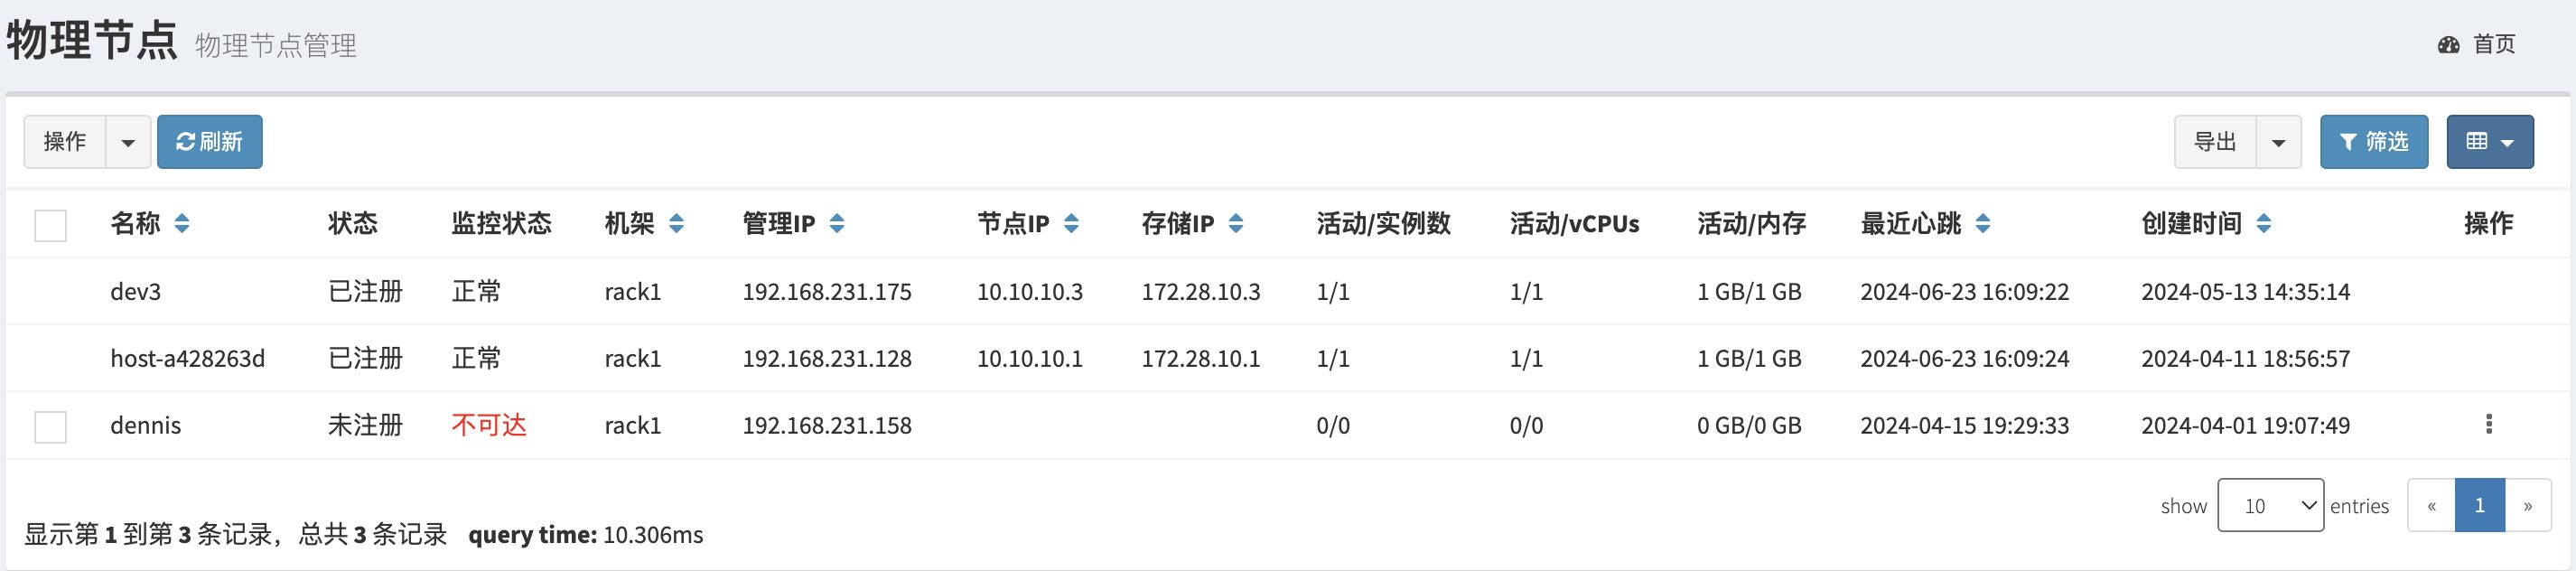 物理节点 物理节点管理 首页
操作 刷新 导出 筛选
名称 状态 监控状态 机架 管理IP 节点IP 存储IP 活动/实例数 活动/vCPUs 活动/内存 最近心跳 创建时间 操作
dev3 已注册 正常 rack1 192.168.231.175 10.10.10.3 172.28.10.3 1/1 1/1 1 GB/1 GB 2024-06-23 16:09:22 2024-05-13 14:35:14
host-a428263d 已注册 正常 rack1 192.168.231.128 10.10.10.1 172.28.10.1 1/1 1/1 1 GB/1 GB 2024-06-23 16:09:24 2024-04-11 18:56:57
dennis 未注册 不可达 rack1 192.168.231.158 0/0 0/0 0 GB/0 GB 2024-04-15 19:29:33 2024-04-01 19:07:49
show 10 entries « 1 »
显示第 1 到第 3 条记录，总共 3 条记录 query time: 10.306ms